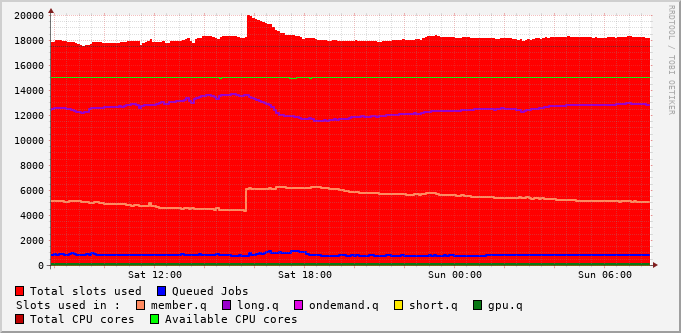 20000
18000
16000
14000
12000
10000
8000
6000
4000
2000
0
Sat 12:00 Sat 18:00 Sun 00:00 Sun 06:00
RRDTOOL / TOBI OETIKER
Total slots used Queued Jobs
Slots used in : member.q long.q ondemand.q short.q gpu.q
Total CPU cores Available CPU cores